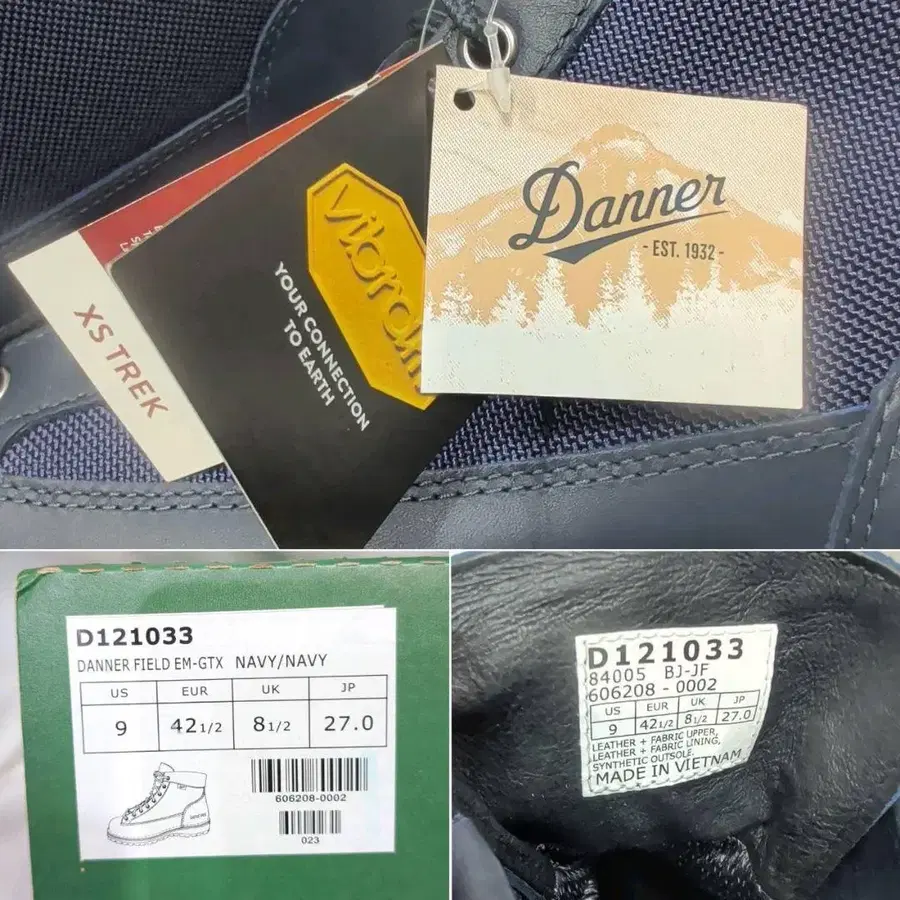 XS TREK
vibram
YOUR CONNECTION
TO EARTH
Danner
- EST. 1932 -
D121033
DANNER FIELD EM-GTX NAVY/NAVY
US EUR UK JP
9 42 1/2 8 1/2 27.0
606208-0002
023
D121033
84005 BJ-JF
606208 - 0002
US EUR UK JP
9 42 1/2 8 1/2 27.0
LEATHER + FABRIC UPPER,
LEATHER + FABRIC LINING,
SYNTHETIC OUTSOLE.
MADE IN VIETNAM